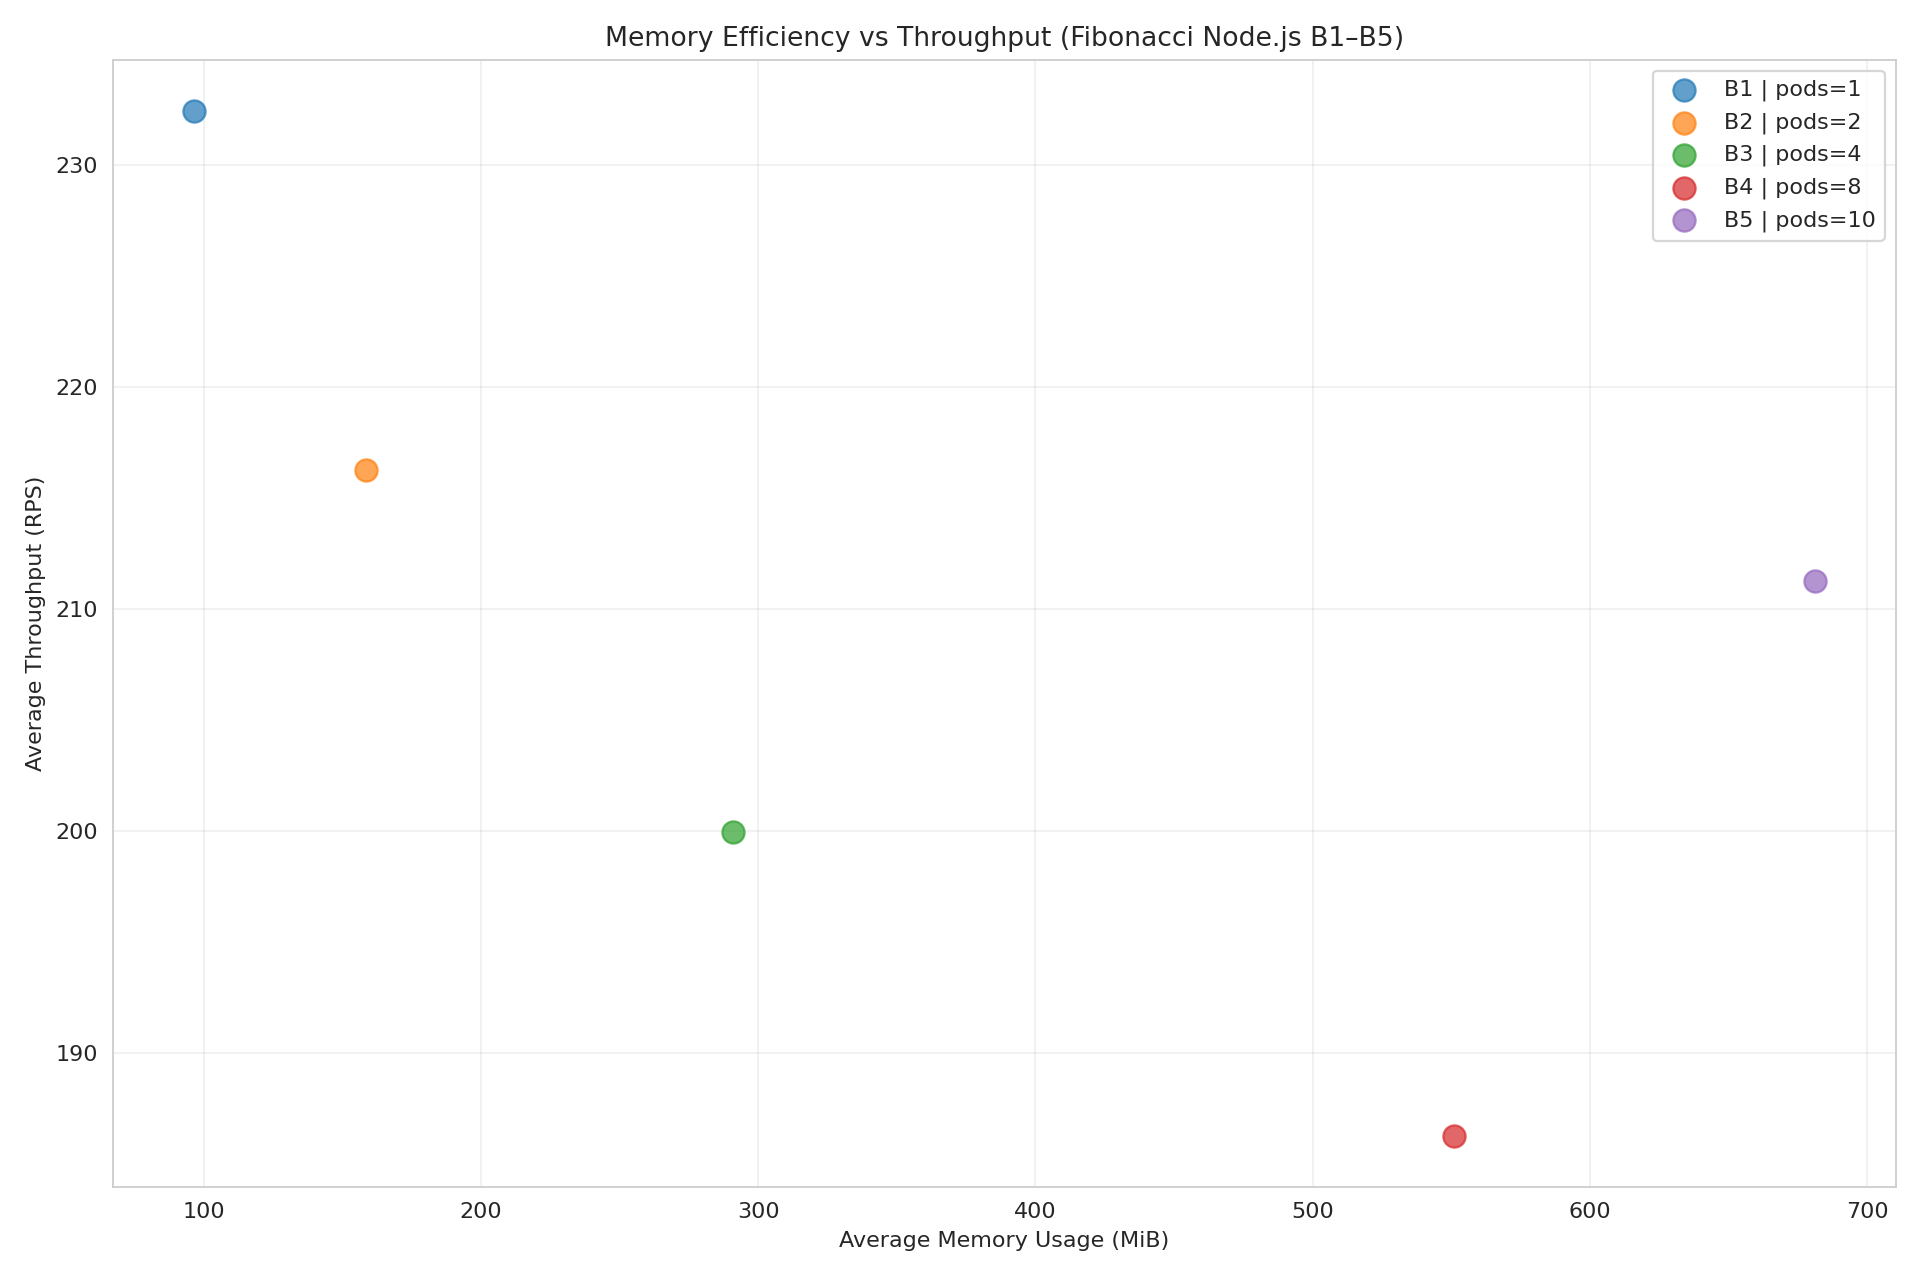 Memory Efficiency vs Throughput (Fibonacci Node.js B1–B5)
B1 | pods=1
B2 | pods=2
B3 | pods=4
B4 | pods=8
B5 | pods=10
Average Throughput (RPS)
230
220
210
200
190
100
200
300
400
500
600
700
Average Memory Usage (MiB)